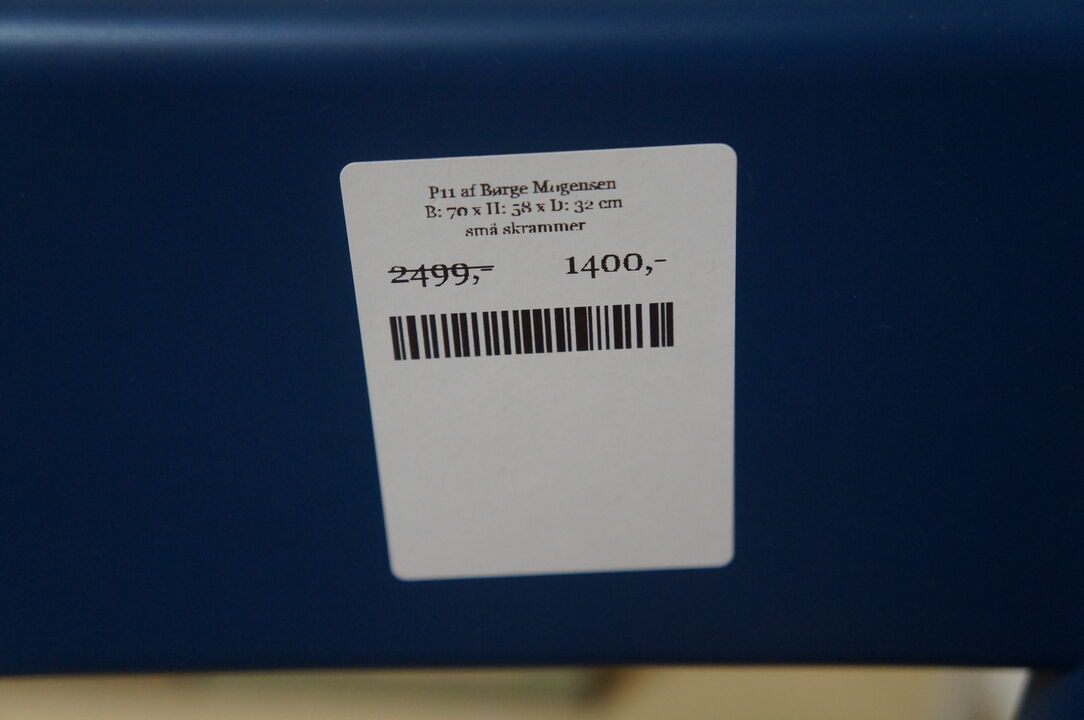 P11 af Børge Mogensen
B: 70 x H: 58 x D: 32 cm
små skrammer
2499,- 1400,-